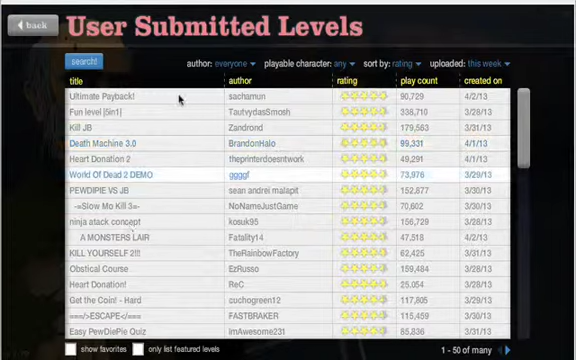 back
User Submitted Levels
search!
author: everyone playable character: any sort by: rating uploaded: this week
title author rating play count created on
Ultimate Payback! sachamun 90,729 4/2/13
Fun level [5in1] TautvydasSmosh 338,710 3/28/13
Kill JB Zandrond 179,563 3/31/13
Death Machine 3.0 BrandonHalo 99,331 4/1/13
Heart Donation 2 theprinterdoesntwork 49,291 4/1/13
World Of Dead 2 DEMO ggggf 73,976 3/29/13
PEWDIPIE VS JB sean andrei malapit 152,877 3/30/13
-=Slow Mo Kill 3=- NoNameJustGame 70,602 3/30/13
ninja atack concept kosuk95 156,729 3/28/13
A MONSTERS LAIR Fatality14 47,518 4/2/13
KILL YOURSELF 2!!! TheRainbowFactory 62,425 3/31/13
Obstical Course EzRusso 159,484 3/28/13
Heart Donation! ReC 25,054 3/28/13
Get the Coin! - Hard cochogreen12 117,805 3/29/13
===/>ESCAPE</=== FASTBRAKER 115,459 3/30/13
Easy PewDiePie Quiz ImAwesome231 85,836 3/31/13
show favorites only list featured levels 1 - 50 of many